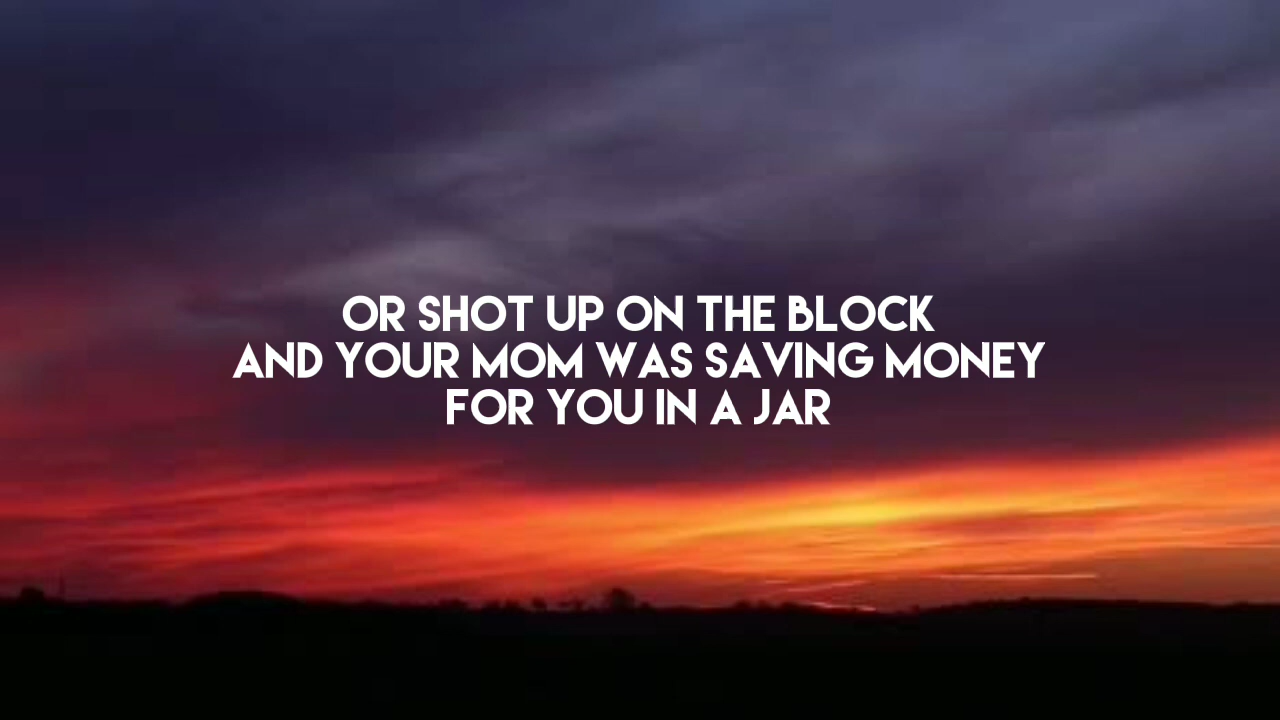 OR SHOT UP ON THE BLOCK
AND YOUR MOM WAS SAVING MONEY
FOR YOU IN A JAR